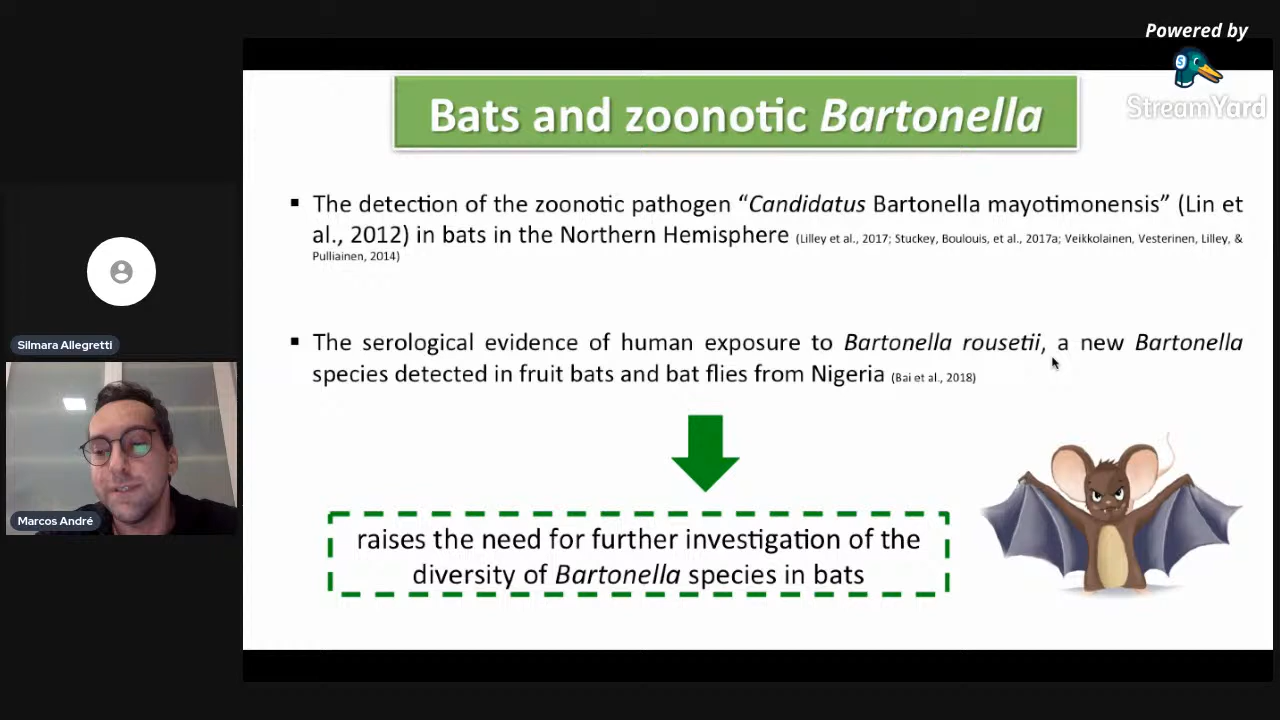 Powered by
StreamYard
Bats and zoonotic Bartonella
▪ The detection of the zoonotic pathogen “Candidatus Bartonella mayotimonensis” (Lin et
al., 2012) in bats in the Northern Hemisphere (Lilley et al., 2017; Stuckey, Boulouis, et al., 2017a; Veikkolainen, Vesterinen, Lilley, &
Pulliainen, 2014)
▪ The serological evidence of human exposure to Bartonella rousetii, a new Bartonella
species detected in fruit bats and bat flies from Nigeria (Bai et al., 2018)
raises the need for further investigation of the
diversity of Bartonella species in bats
Silmara Allegretti
Marcos André